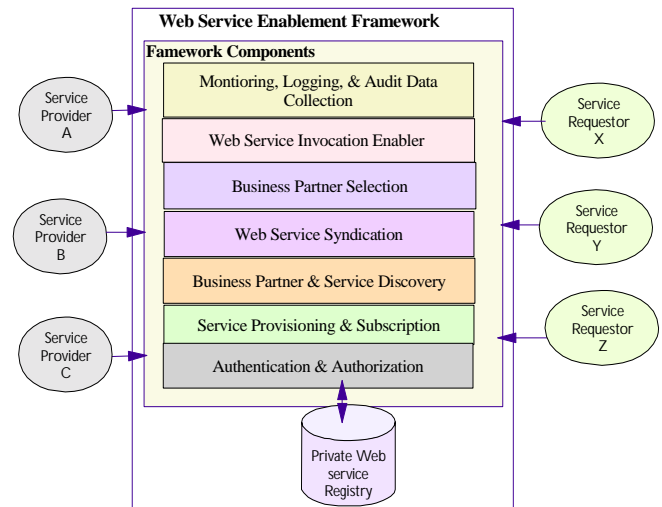 Web Service Enablement Framework
Famework Components
Montioring, Logging, & Audit Data
Collection
Web Service Invocation Enabler
Business Partner Selection
Web Service Syndication
Business Partner & Service Discovery
Service Provisioning & Subscription
Authentication & Authorization
Private Web
service
Registry
Service
Provider
A
Service
Provider
B
Service
Provider
C
Service
Requestor
X
Service
Requestor
Y
Service
Requestor
Z